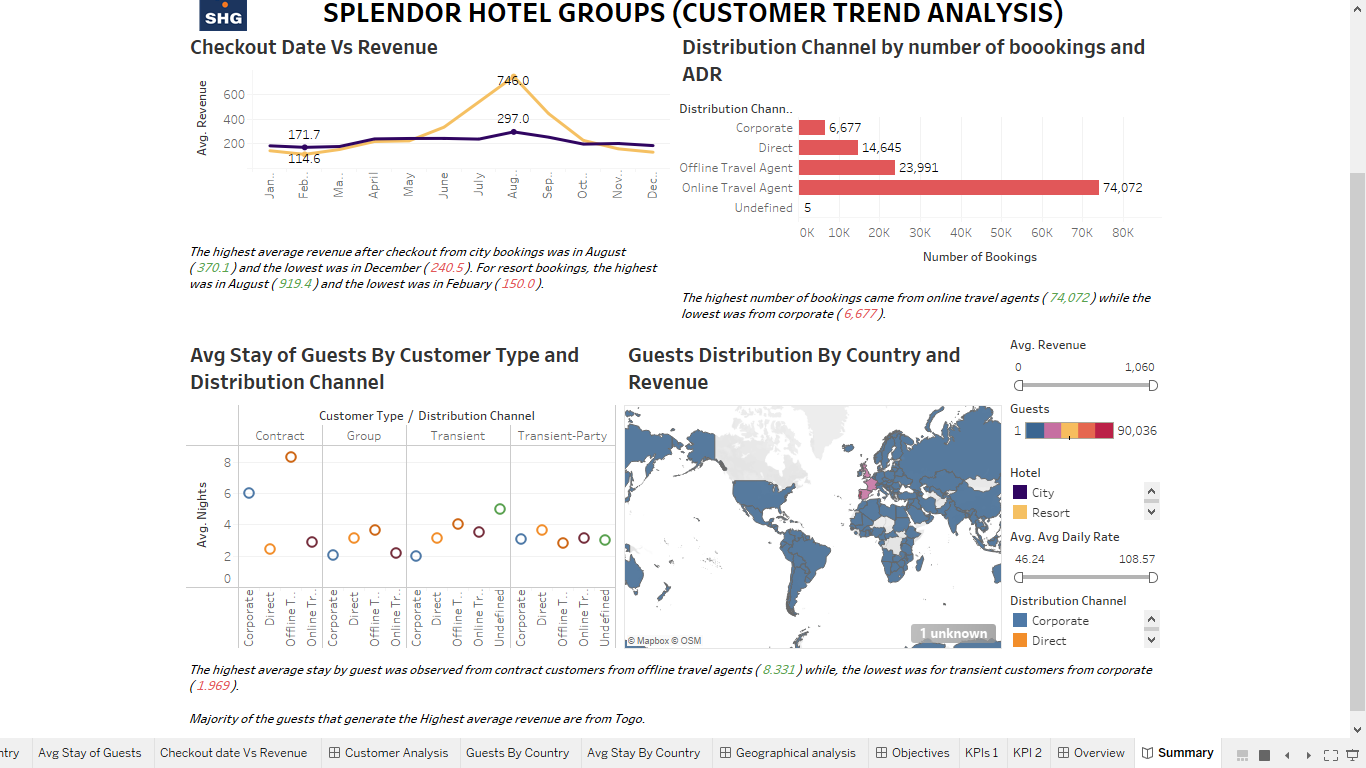 SHG
SPLENDOR HOTEL GROUPS (CUSTOMER TREND ANALYSIS)
Checkout Date Vs Revenue
Avg. Revenue
600
400
200
746.0
297.0
171.7
114.6
Jan..
Feb..
Ma..
April
May
June
July
Aug..
Sep..
Oct..
Nov..
Dec..
The highest average revenue after checkout from city bookings was in August
( 370.1 ) and the lowest was in December ( 240.5 ). For resort bookings, the highest
was in August ( 919.4 ) and the lowest was in Febuary ( 150.0 ).
Distribution Channel by number of boookings and
ADR
Distribution Chann..
Corporate 6,677
Direct 14,645
Offline Travel Agent 23,991
Online Travel Agent 74,072
Undefined 5
0K 10K 20K 30K 40K 50K 60K 70K 80K
Number of Bookings
The highest number of bookings came from online travel agents ( 74,072 ) while the
lowest was from corporate ( 6,677 ).
Avg Stay of Guests By Customer Type and
Distribution Channel
Customer Type / Distribution Channel
Contract Group Transient Transient-Party
Avg. Nights
8
6
4
2
0
Corporate
Direct
Offline T..
Online Tr..
Corporate
Direct
Offline T..
Online Tr..
Corporate
Direct
Offline T..
Online Tr..
Undefined
Corporate
Direct
Offline T..
Online Tr..
Undefined
Guests Distribution By Country and
Revenue
© Mapbox © OSM
1 unknown
Avg. Revenue
0 1,060
Guests
1 90,036
Hotel
City
Resort
Avg. Avg Daily Rate
46.24 108.57
Distribution Channel
Corporate
Direct
The highest average stay by guest was observed from contract customers from offline travel agents ( 8.331 ) while, the lowest was for transient customers from corporate
( 1.969 ).
Majority of the guests that generate the Highest average revenue are from Togo.
ntry Avg Stay of Guests Checkout date Vs Revenue Customer Analysis Guests By Country Avg Stay By Country Geographical analysis Objectives KPIs 1 KPI 2 Overview Summary